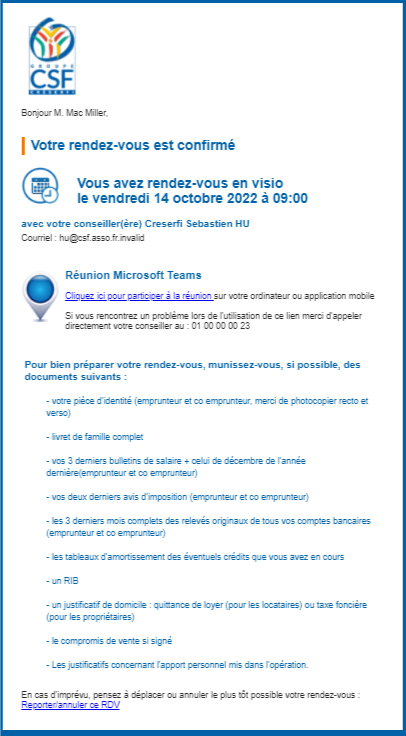 GROUPE
CSF
CRESERFI
Bonjour M. Mac Miller,
Votre rendez-vous est confirmé
Vous avez rendez-vous en visio
le vendredi 14 octobre 2022 à 09:00
avec votre conseiller(ère) Creserfi Sebastien HU
Courriel : hu@csf.asso.fr.invalid
Réunion Microsoft Teams
Cliquez ici pour participer à la réunion sur votre ordinateur ou application mobile
Si vous rencontrez un problème lors de l'utilisation de ce lien merci d'appeler
directement votre conseiller au : 01 00 00 00 23
Pour bien préparer votre rendez-vous, munissez-vous, si possible, des
documents suivants :
- votre pièce d'identité (emprunteur et co emprunteur, merci de photocopier recto et
verso)
- livret de famille complet
- vos 3 derniers bulletins de salaire + celui de décembre de l'année
dernière(emprunteur et co emprunteur)
- vos deux derniers avis d'imposition (emprunteur et co emprunteur)
- les 3 derniers mois complets des relevés originaux de tous vos comptes bancaires
(emprunteur et co emprunteur)
- les tableaux d'amortissement des éventuels crédits que vous avez en cours
- un RIB
- un justificatif de domicile : quittance de loyer (pour les locataires) ou taxe foncière
(pour les propriétaires)
- le compromis de vente si signé
- Les justificatifs concernant l'apport personnel mis dans l'opération.
En cas d'imprévu, pensez à déplacer ou annuler le plus tôt possible votre rendez-vous :
Reporter/annuler ce RDV